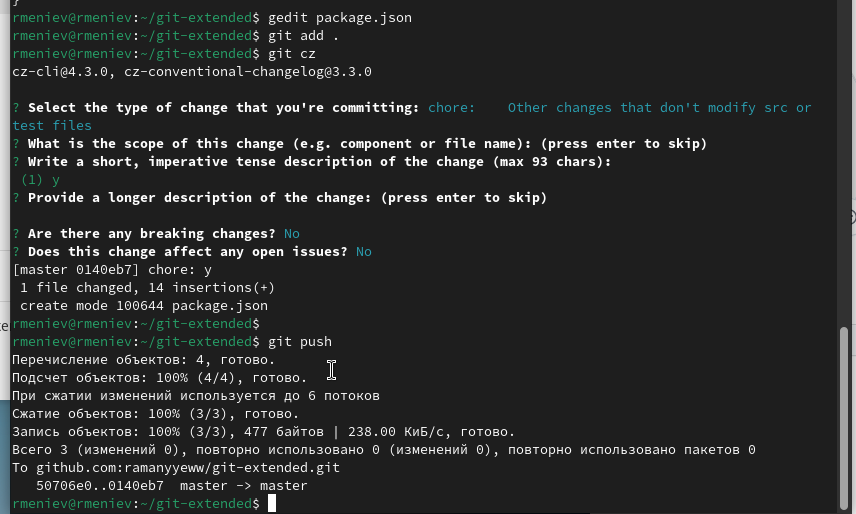 }
rmeniev@rmeniev:~/git-extended$ gedit package.json
rmeniev@rmeniev:~/git-extended$ git add .
rmeniev@rmeniev:~/git-extended$ git cz
cz-cli@4.3.0, cz-conventional-changelog@3.3.0

? Select the type of change that you're committing: chore:    Other changes that don't modify src or
test files
? What is the scope of this change (e.g. component or file name): (press enter to skip)
? Write a short, imperative tense description of the change (max 93 chars):
 (1) y
? Provide a longer description of the change: (press enter to skip)

? Are there any breaking changes? No
? Does this change affect any open issues? No
[master 0140eb7] chore: y
 1 file changed, 14 insertions(+)
 create mode 100644 package.json
rmeniev@rmeniev:~/git-extended$
rmeniev@rmeniev:~/git-extended$ git push
Перечисление объектов: 4, готово.
Подсчет объектов: 100% (4/4), готово.
При сжатии изменений используется до 6 потоков
Сжатие объектов: 100% (3/3), готово.
Запись объектов: 100% (3/3), 477 байтов | 238.00 КиБ/с, готово.
Всего 3 (изменений 0), повторно использовано 0 (изменений 0), повторно использовано пакетов 0
To github.com:ramanyyeww/git-extended.git
   50706e0..0140eb7  master -> master
rmeniev@rmeniev:~/git-extended$